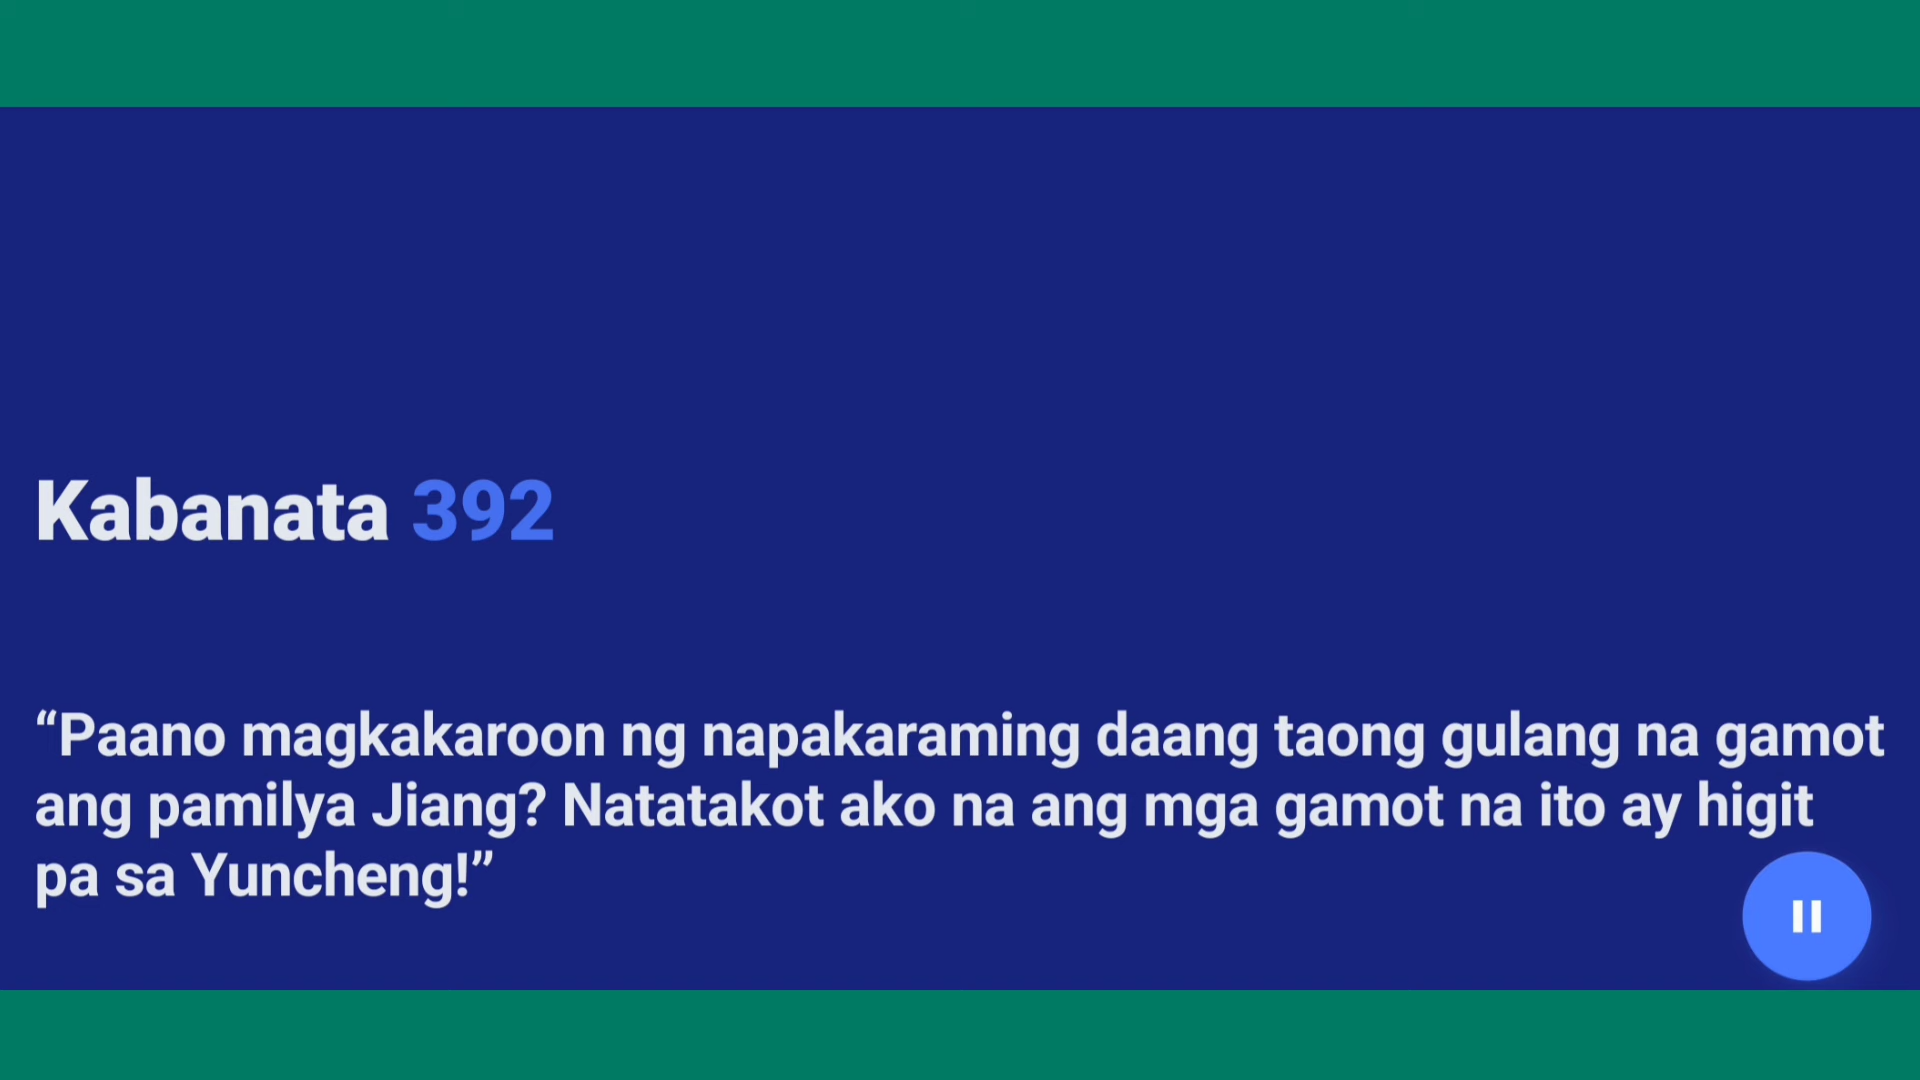 Kabanata 392
“Paano magkakaroon ng napakaraming daang taong gulang na gamot
ang pamilya Jiang? Natatakot ako na ang mga gamot na ito ay higit
pa sa Yuncheng!”